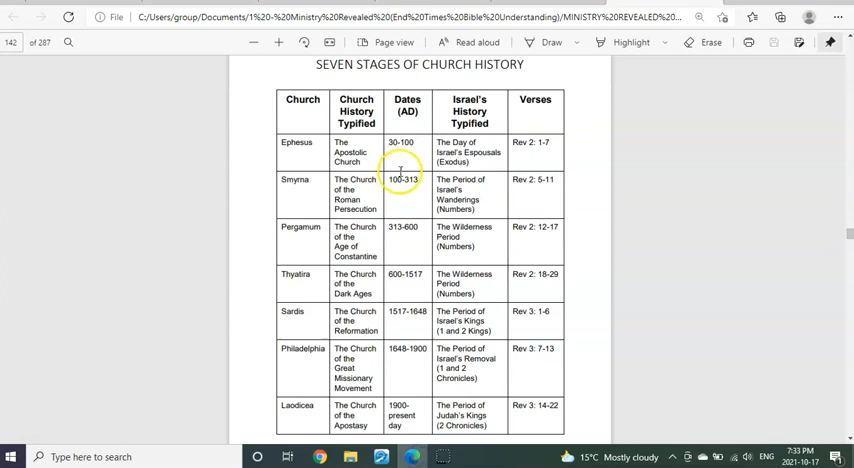 File
C:/Users/group/Documents/1%20-%20Ministry%20Revealed%20(End%20Times%20Bible%20Understanding)/MINISTRY%20REVEALED%20...
142
of 287
Page view
Read aloud
Draw
Highlight
Erase
SEVEN STAGES OF CHURCH HISTORY
Church
Church
History
Typified
Dates
(AD)
Israel's
History
Typified
Verses
Ephesus
The
Apostolic
Church
30-100
The Day of
Israel's Espousals
(Exodus)
Rev 2: 1-7
Smyrna
The Church
of the
Roman
Persecution
100-313
The Period of
Israel's
Wanderings
(Numbers)
Rev 2: 5-11
Pergamum
The Church
of the
Age of
Constantine
313-600
The Wilderness
Period
(Numbers)
Rev 2: 12-17
Thyatira
The Church
of the
Dark Ages
600-1517
The Wilderness
Period
(Numbers)
Rev 2: 18-29
Sardis
The Church
of the
Reformation
1517-1648
The Period of
Israel's Kings
(1 and 2 Kings)
Rev 3: 1-6
Philadelphia
The Church
of the
Great
Missionary
Movement
1648-1900
The Period of
Israel's Removal
(1 and 2
Chronicles)
Rev 3: 7-13
Laodicea
The Church
of the
Apostasy
1900-
present
day
The Period of
Judah's Kings
(2 Chronicles)
Rev 3: 14-22
Type here to search
15°C Mostly cloudy
ENG
7:33 PM
2021-10-17